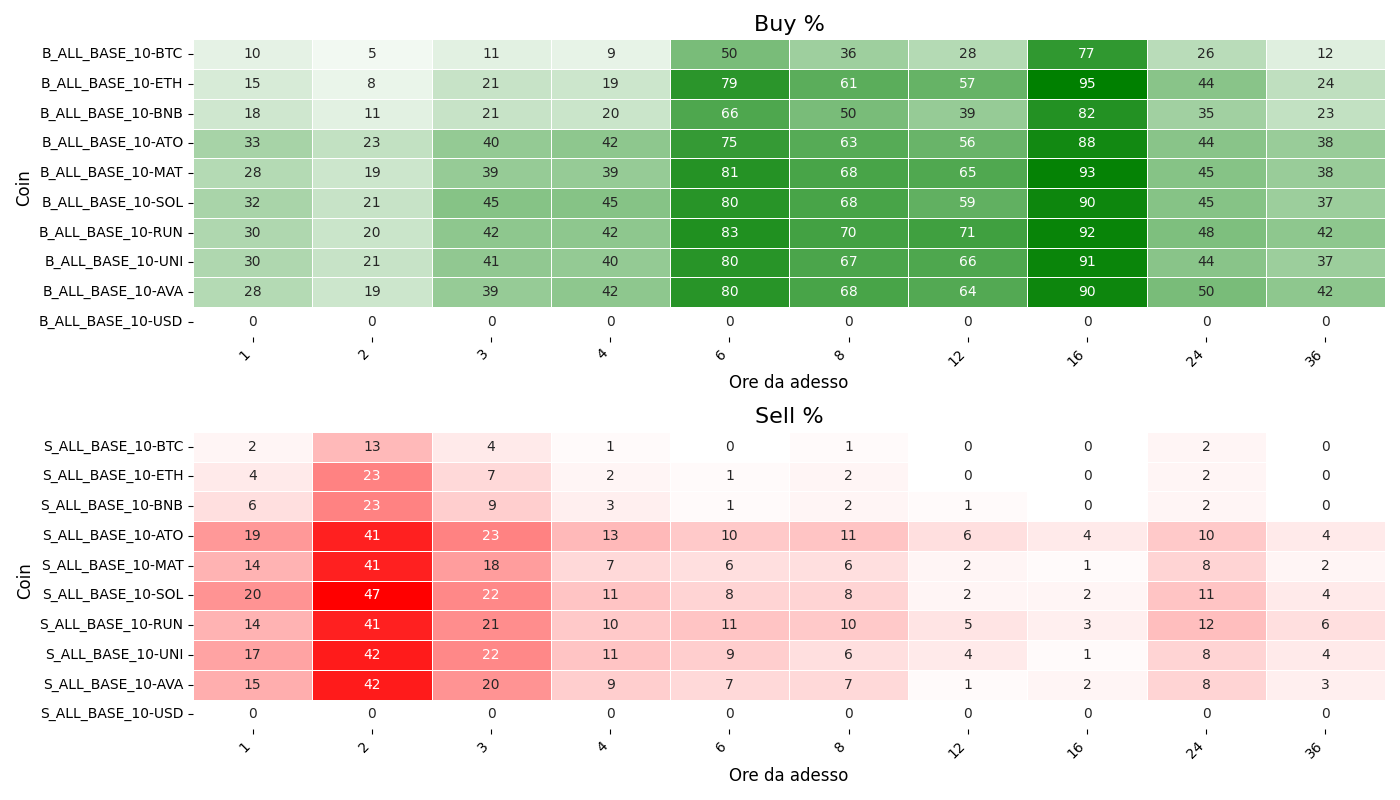 Buy %
Coin
B_ALL_BASE_10-BTC 10 5 11 9 50 36 28 77 26 12
B_ALL_BASE_10-ETH 15 8 21 19 79 61 57 95 44 24
B_ALL_BASE_10-BNB 18 11 21 20 66 50 39 82 35 23
B_ALL_BASE_10-ATO 33 23 40 42 75 63 56 88 44 38
B_ALL_BASE_10-MAT 28 19 39 39 81 68 65 93 45 38
B_ALL_BASE_10-SOL 32 21 45 45 80 68 59 90 45 37
B_ALL_BASE_10-RUN 30 20 42 42 83 70 71 92 48 42
B_ALL_BASE_10-UNI 30 21 41 40 80 67 66 91 44 37
B_ALL_BASE_10-AVA 28 19 39 42 80 68 64 90 50 42
B_ALL_BASE_10-USD 0 0 0 0 0 0 0 0 0 0
1 2 3 4 6 8 12 16 24 36
Ore da adesso
Sell %
Coin
S_ALL_BASE_10-BTC 2 13 4 1 0 1 0 0 2 0
S_ALL_BASE_10-ETH 4 23 7 2 1 2 0 0 2 0
S_ALL_BASE_10-BNB 6 23 9 3 1 2 1 0 2 0
S_ALL_BASE_10-ATO 19 41 23 13 10 11 6 4 10 4
S_ALL_BASE_10-MAT 14 41 18 7 6 6 2 1 8 2
S_ALL_BASE_10-SOL 20 47 22 11 8 8 2 2 11 4
S_ALL_BASE_10-RUN 14 41 21 10 11 10 5 3 12 6
S_ALL_BASE_10-UNI 17 42 22 11 9 6 4 1 8 4
S_ALL_BASE_10-AVA 15 42 20 9 7 7 1 2 8 3
S_ALL_BASE_10-USD 0 0 0 0 0 0 0 0 0 0
1 2 3 4 6 8 12 16 24 36
Ore da adesso